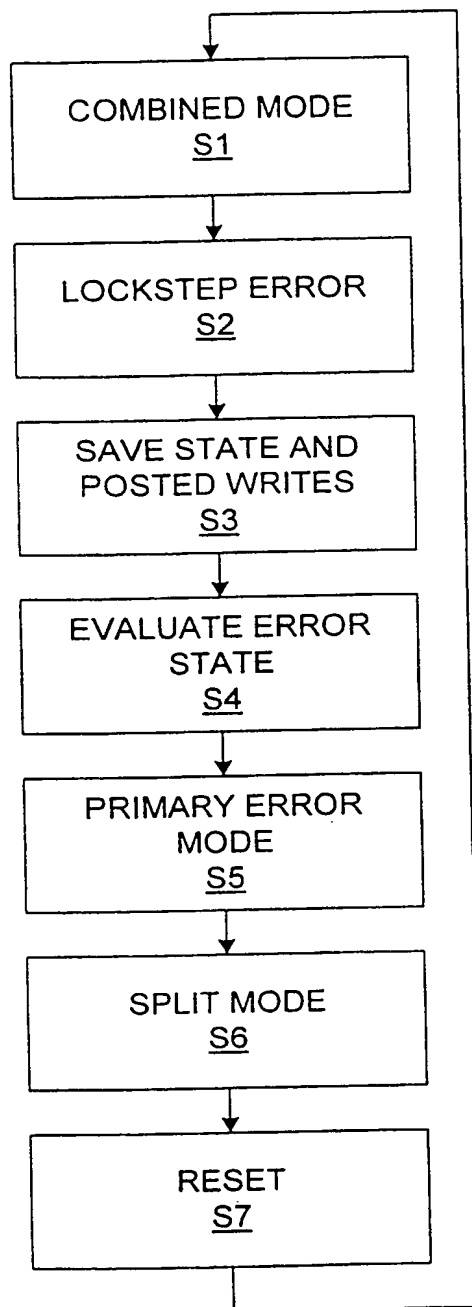 COMBINED MODE
S1
LOCKSTEP ERROR
S2
SAVE STATE AND
POSTED WRITES
S3
EVALUATE ERROR
STATE
S4
PRIMARY ERROR
MODE
S5
SPLIT MODE
S6
RESET
S7